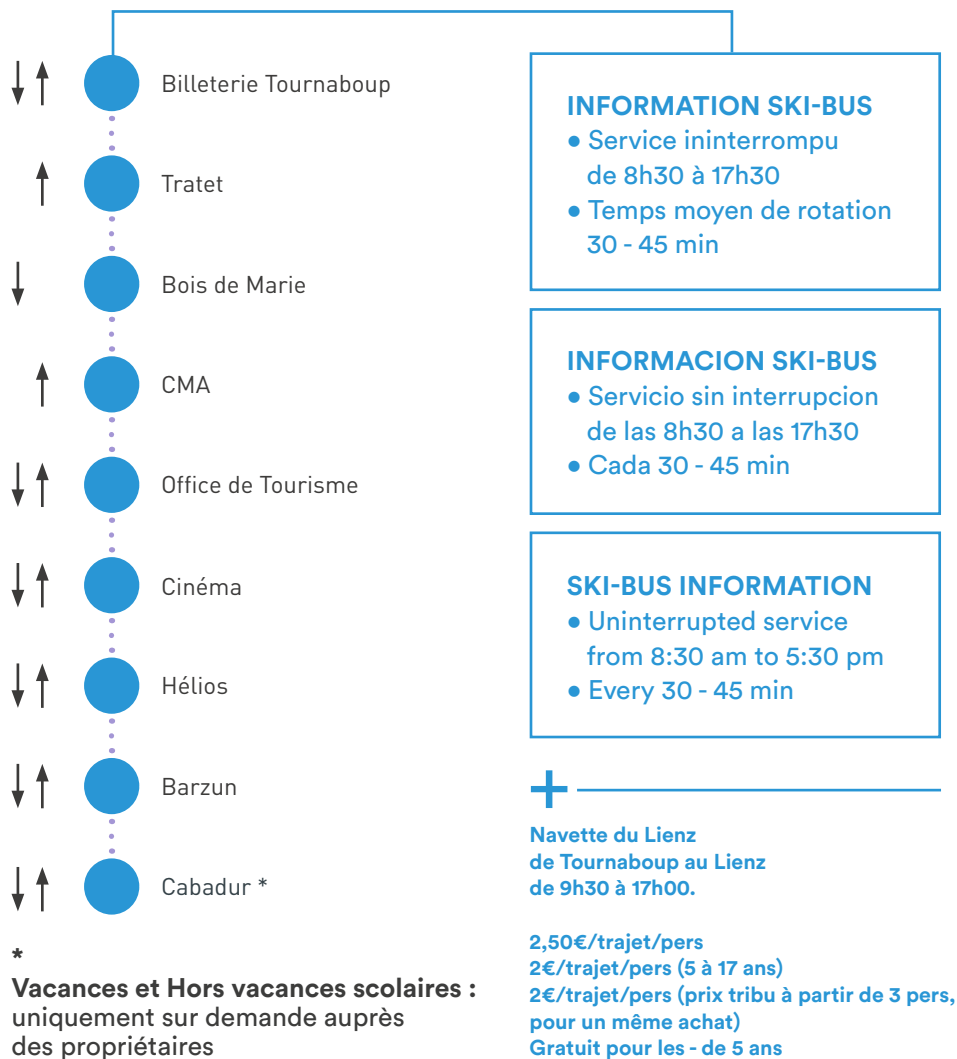 Billeterie Tournaboup
Tratet
Bois de Marie
CMA
Office de Tourisme
Cinéma
Hélios
Barzun
Cabadur *
*
Vacances et Hors vacances scolaires :
uniquement sur demande auprès
des propriétaires
INFORMATION SKI-BUS
● Service ininterrompu
de 8h30 à 17h30
● Temps moyen de rotation
30 - 45 min
INFORMACION SKI-BUS
● Servicio sin interrupcion
de las 8h30 a las 17h30
● Cada 30 - 45 min
SKI-BUS INFORMATION
● Uninterrupted service
from 8:30 am to 5:30 pm
● Every 30 - 45 min
+
Navette du Lienz
de Tournaboup au Lienz
de 9h30 à 17h00.
2,50€/trajet/pers
2€/trajet/pers (5 à 17 ans)
2€/trajet/pers (prix tribu à partir de 3 pers,
pour un même achat)
Gratuit pour les - de 5 ans